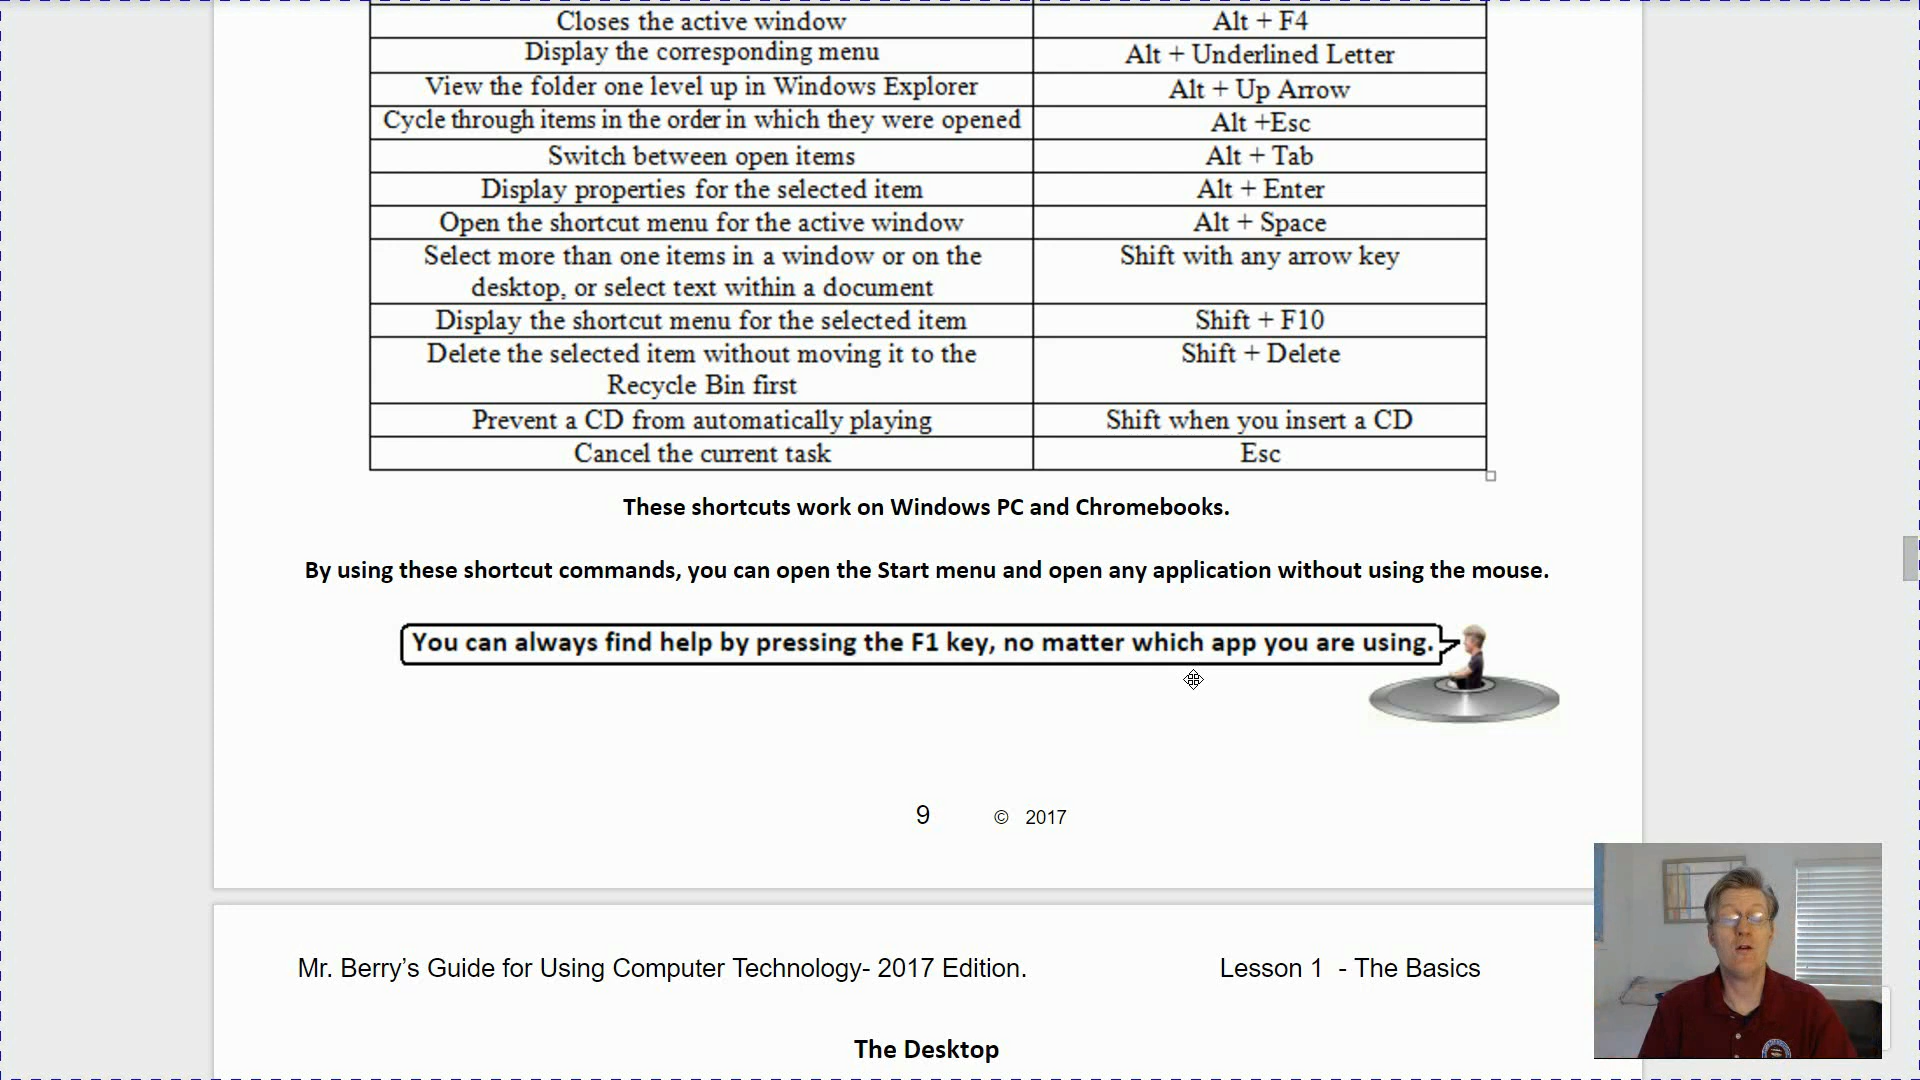 Closes the active window Alt + F4
Display the corresponding menu Alt + Underlined Letter
View the folder one level up in Windows Explorer Alt + Up Arrow
Cycle through items in the order in which they were opened Alt +Esc
Switch between open items Alt + Tab
Display properties for the selected item Alt + Enter
Open the shortcut menu for the active window Alt + Space
Select more than one items in a window or on the Shift with any arrow key
desktop, or select text within a document
Display the shortcut menu for the selected item Shift + F10
Delete the selected item without moving it to the Shift + Delete
Recycle Bin first
Prevent a CD from automatically playing Shift when you insert a CD
Cancel the current task Esc
These shortcuts work on Windows PC and Chromebooks.
By using these shortcut commands, you can open the Start menu and open any application without using the mouse.
You can always find help by pressing the F1 key, no matter which app you are using.
9 © 2017
Mr. Berry’s Guide for Using Computer Technology- 2017 Edition. Lesson 1 - The Basics
The Desktop